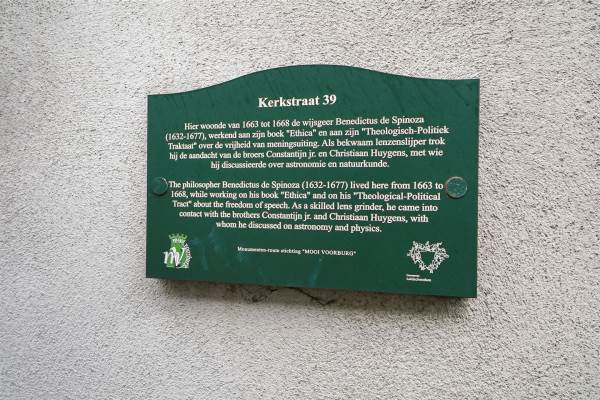 Kerkstraat 39
Hier woonde van 1663 tot 1668 de wijsgeer Benedictus de Spinoza
(1632-1677), werkend aan zijn boek "Ethica" en aan zijn "Theologisch-Politiek
Traktaat" over de vrijheid van meningsuiting. Als bekwaam lenzenslijper trok
hij de aandacht van de broers Constantijn jr. en Christiaan Huygens, met wie
hij discussieerde over astronomie en natuurkunde.
The philosopher Benedictus de Spinoza (1632-1677) lived here from 1663 to
1668, while working on his book "Ethica" and on his "Theological-Political
Tract" about the freedom of speech. As a skilled lens grinder, he came into
contact with the brothers Constantijn jr. and Christiaan Huygens, with
whom he discussed on astronomy and physics.
Monumenten-route stichting "MOOI VOORBURG"
mv